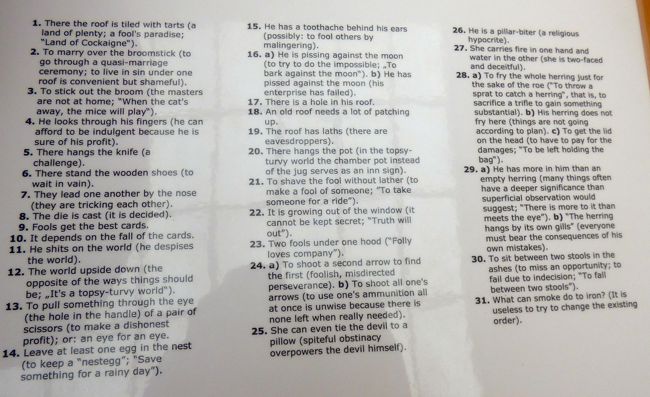 1. There the roof is tiled with tarts (a
land of plenty; a fool's paradise;
"Land of Cockaigne").
2. To marry over the broomstick (to
go through a quasi-marriage
ceremony; to live in sin under one
roof is convenient but shameful).
3. To stick out the broom (the masters
are not at home; "When the cat's
away, the mice will play").
4. He looks through his fingers (he can
afford to be indulgent because he is
sure of his profit).
5. There hangs the knife (a
challenge).
6. There stand the wooden shoes (to
wait in vain).
7. They lead one another by the nose
(they are tricking each other).
8. The die is cast (it is decided).
9. Fools get the best cards.
10. It depends on the fall of the cards.
11. He shits on the world (he despises
the world).
12. The world upside down (the
opposite of the ways things should
be; „It's a topsy-turvy world").
13. To pull something through the eye
(the hole in the handle) of a pair of
scissors (to make a dishonest
profit); or: an eye for an eye.
14. Leave at least one egg in the nest
(to keep a "nestegg"; "Save
something for a rainy day").
15. He has a toothache behind his ears
(possibly: to fool others by
malingering).
16. a) He is pissing against the moon
(to try to do the impossible; „To
bark against the moon"). b) He has
pissed against the moon (his
enterprise has failed).
17. There is a hole in his roof.
18. An old roof needs a lot of patching
up.
19. The roof has laths (there are
eavesdroppers).
20. There hangs the pot (in the topsy-
turvy world the chamber pot instead
of the jug serves as an inn sign).
21. To shave the fool without lather (to
make a fool of someone; "To take
someone for a ride").
22. It is growing out of the window (it
cannot be kept secret; "Truth will
out").
23. Two fools under one hood ("Folly
loves company").
24. a) To shoot a second arrow to find
the first (foolish, misdirected
perseverance). b) To shoot all one's
arrows (to use one's ammunition all
at once is unwise because there is
none left when really needed).
25. She can even tie the devil to a
pillow (spiteful obstinacy
overpowers the devil himself).
26. He is a pillar-biter (a religious
hypocrite).
27. She carries fire in one hand and
water in the other (she is two-faced
and deceitful).
28. a) To fry the whole herring just for
the sake of the roe ("To throw a
sprat to catch a herring", that is, to
sacrifice a trifle to gain something
substantial). b) His herring does not
fry here (things are not going
according to plan). c) To get the lid
on the head (to have to pay for the
damages; "To be left holding the
bag").
29. a) He has more in him than an
empty herring (many things often
have a deeper significance than
superficial observation would
suggest; "There is more to it than
meets the eye"). b) "The herring
hangs by its own gills" (everyone
must bear the consequences of his
own mistakes).
30. To sit between two stools in the
ashes (to miss an opportunity; to
fail due to indecision; "To fall
between two stools").
31. What can smoke do to iron? (It is
useless to try to change the existing
order).